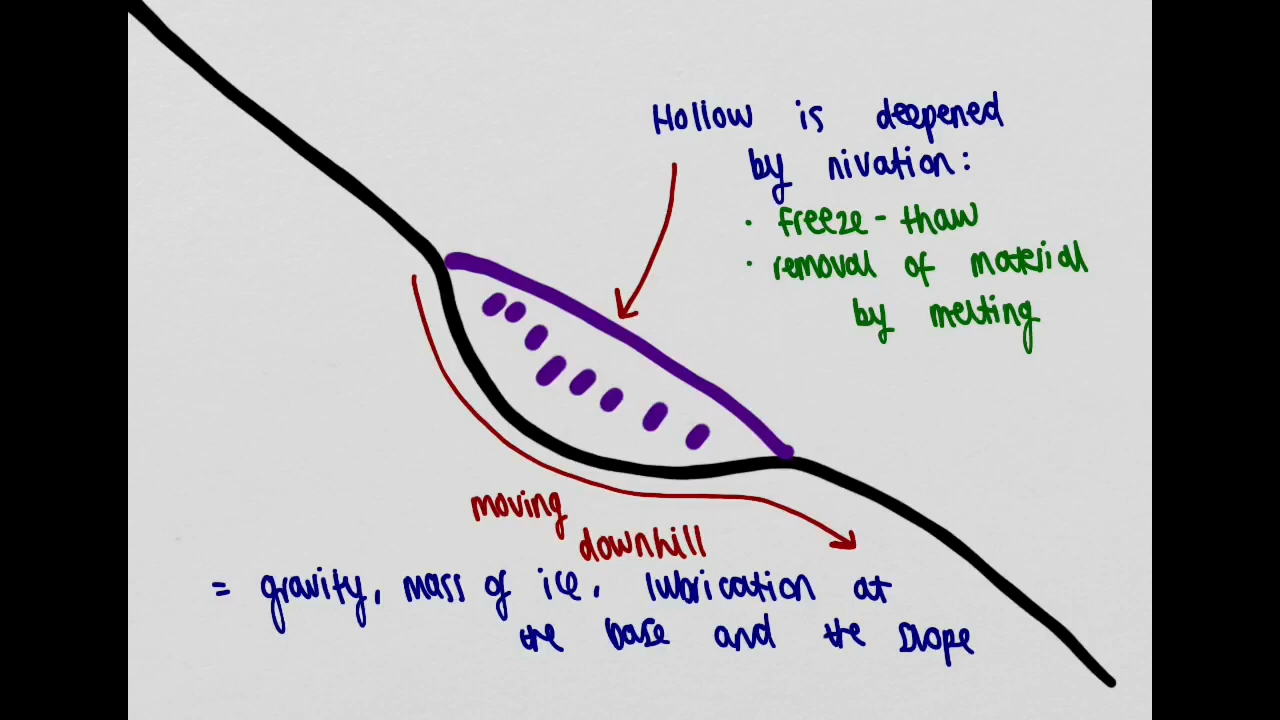 Hollow is deepened
by nivation:
· freeze-thaw
· removal of material
by melting
moving
downhill
= gravity, mass of ice, lubrication at
the base and the slope